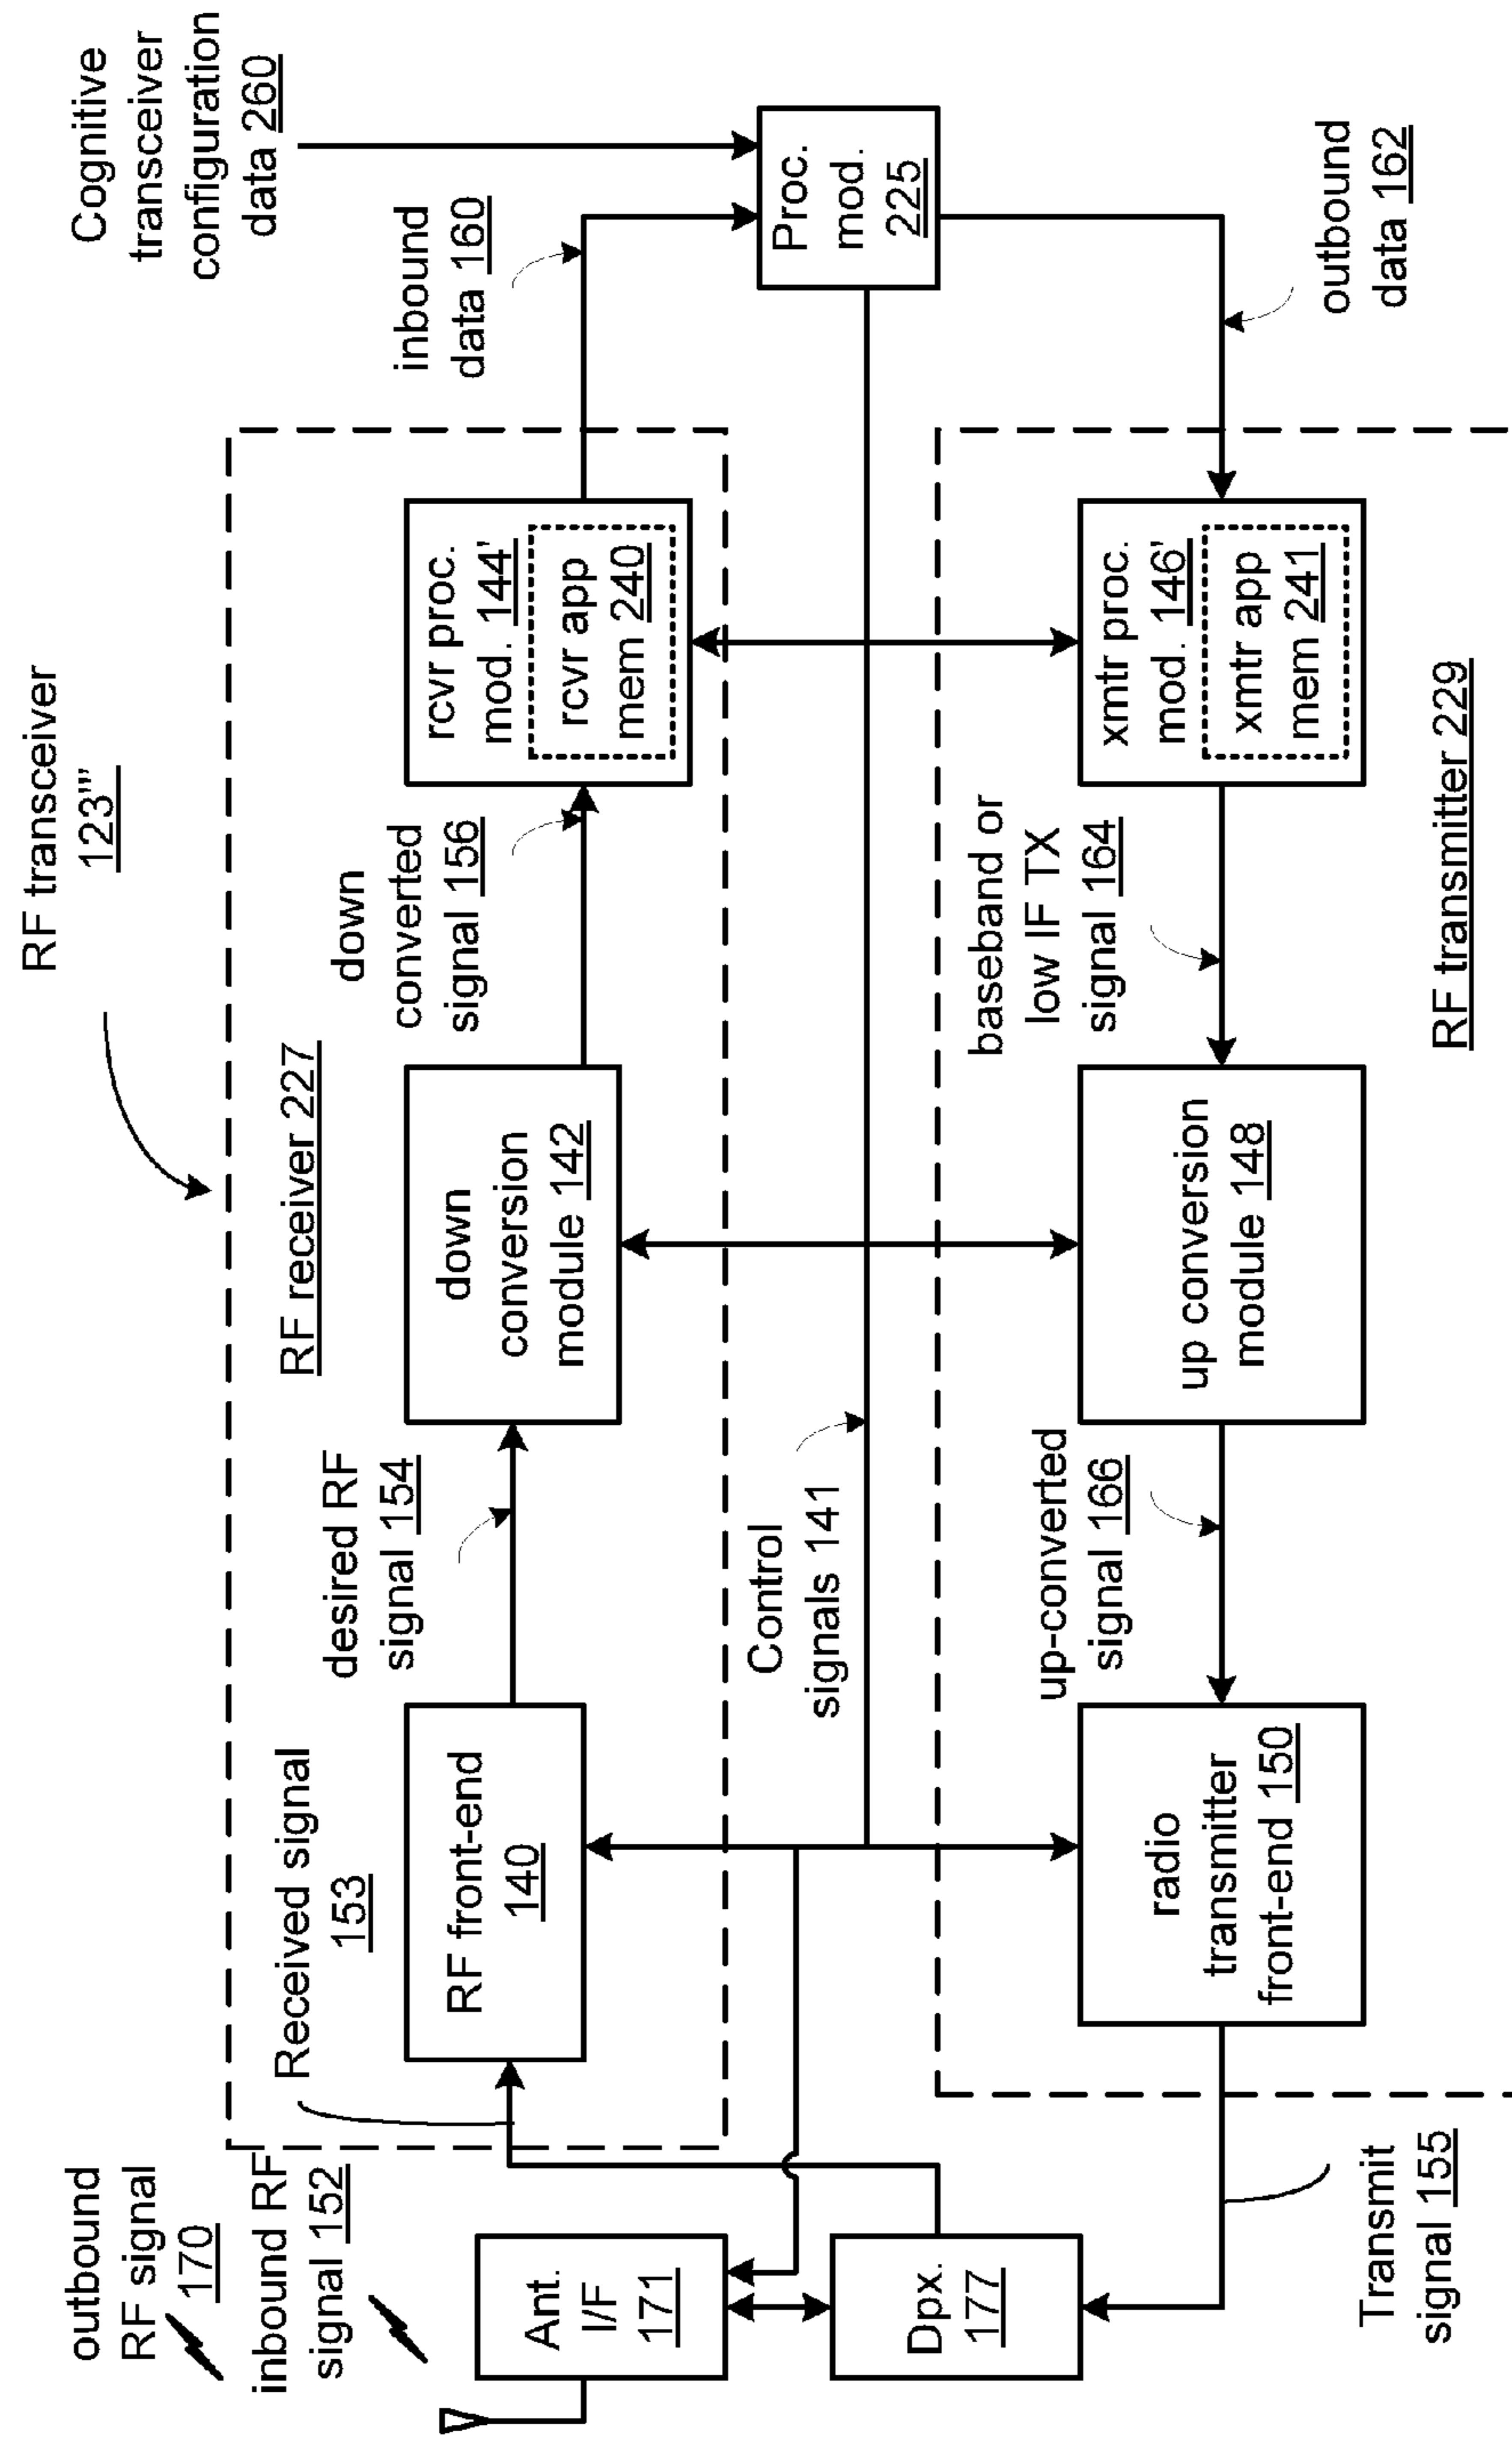 RF transceiver
123'''
Cognitive
transceiver
configuration
data 260
outbound
RF signal
170
inbound RF
signal 152
Received signal
153
RF receiver 227
desired RF
signal 154
down
converted
signal 156
inbound
data 160
RF front-end
140
down
conversion
module 142
rcvr proc.
mod. 144'
rcvr app
mem 240
Ant.
I/F
171
Control
signals 141
Proc.
mod.
225
Dpx.
177
up-converted
signal 166
baseband or
low IF TX
signal 164
radio
transmitter
front-end 150
up conversion
module 148
xmtr proc.
mod. 146'
xmtr app
mem 241
outbound
data 162
Transmit
signal 155
RF transmitter 229